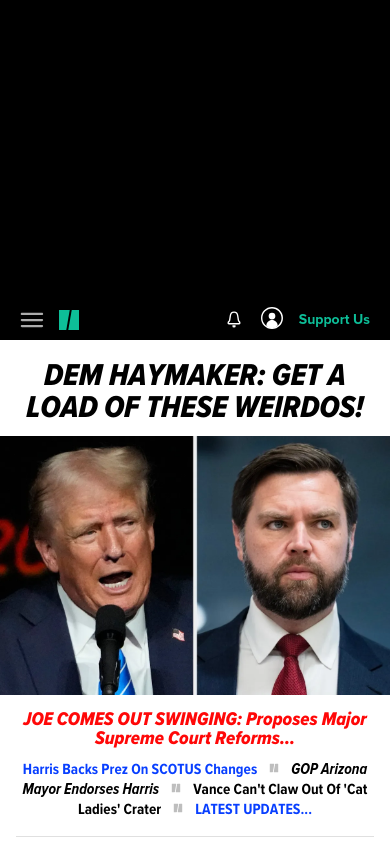 Support Us
DEM HAYMAKER: GET A
LOAD OF THESE WEIRDOS!
JOE COMES OUT SWINGING: Proposes Major
Supreme Court Reforms...
Harris Backs Prez On SCOTUS Changes GOP Arizona
Mayor Endorses Harris Vance Can't Claw Out Of 'Cat
Ladies' Crater LATEST UPDATES...